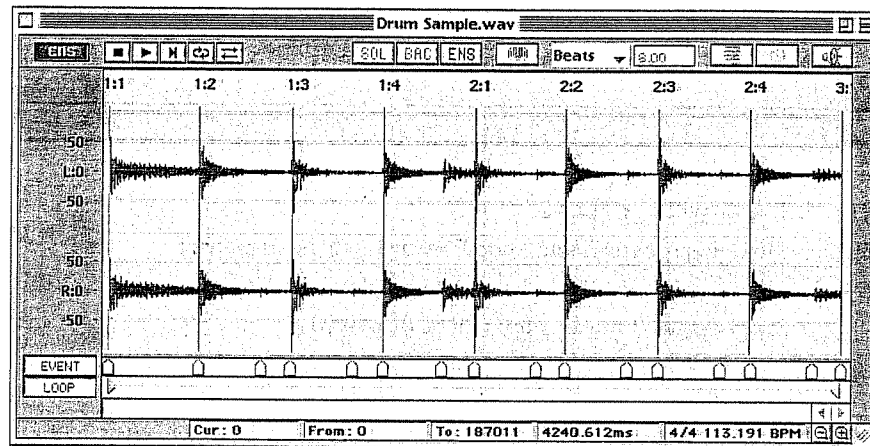 Drum Sample.wav
ENS
SOL BAC ENS Beats 8.00
1:1 1:2 1:3 1:4 2:1 2:2 2:3 2:4 3:
50
L:0
50
50
R:0
50
EVENT
LOOP
Cur: 0 From: 0 To: 187011 4240.612ms 4/4 113.191 BPM